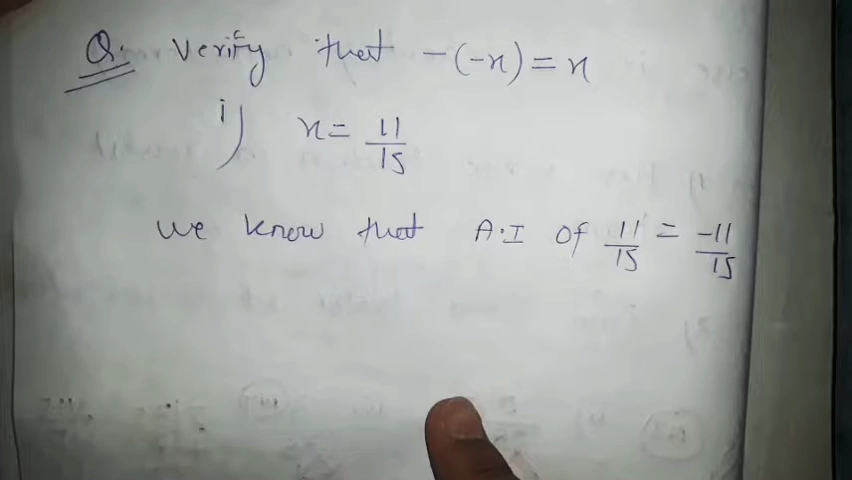 Q. Verify that -(-x) = x
i) x = 11/15
We know that A.I of 11/15 = -11/15